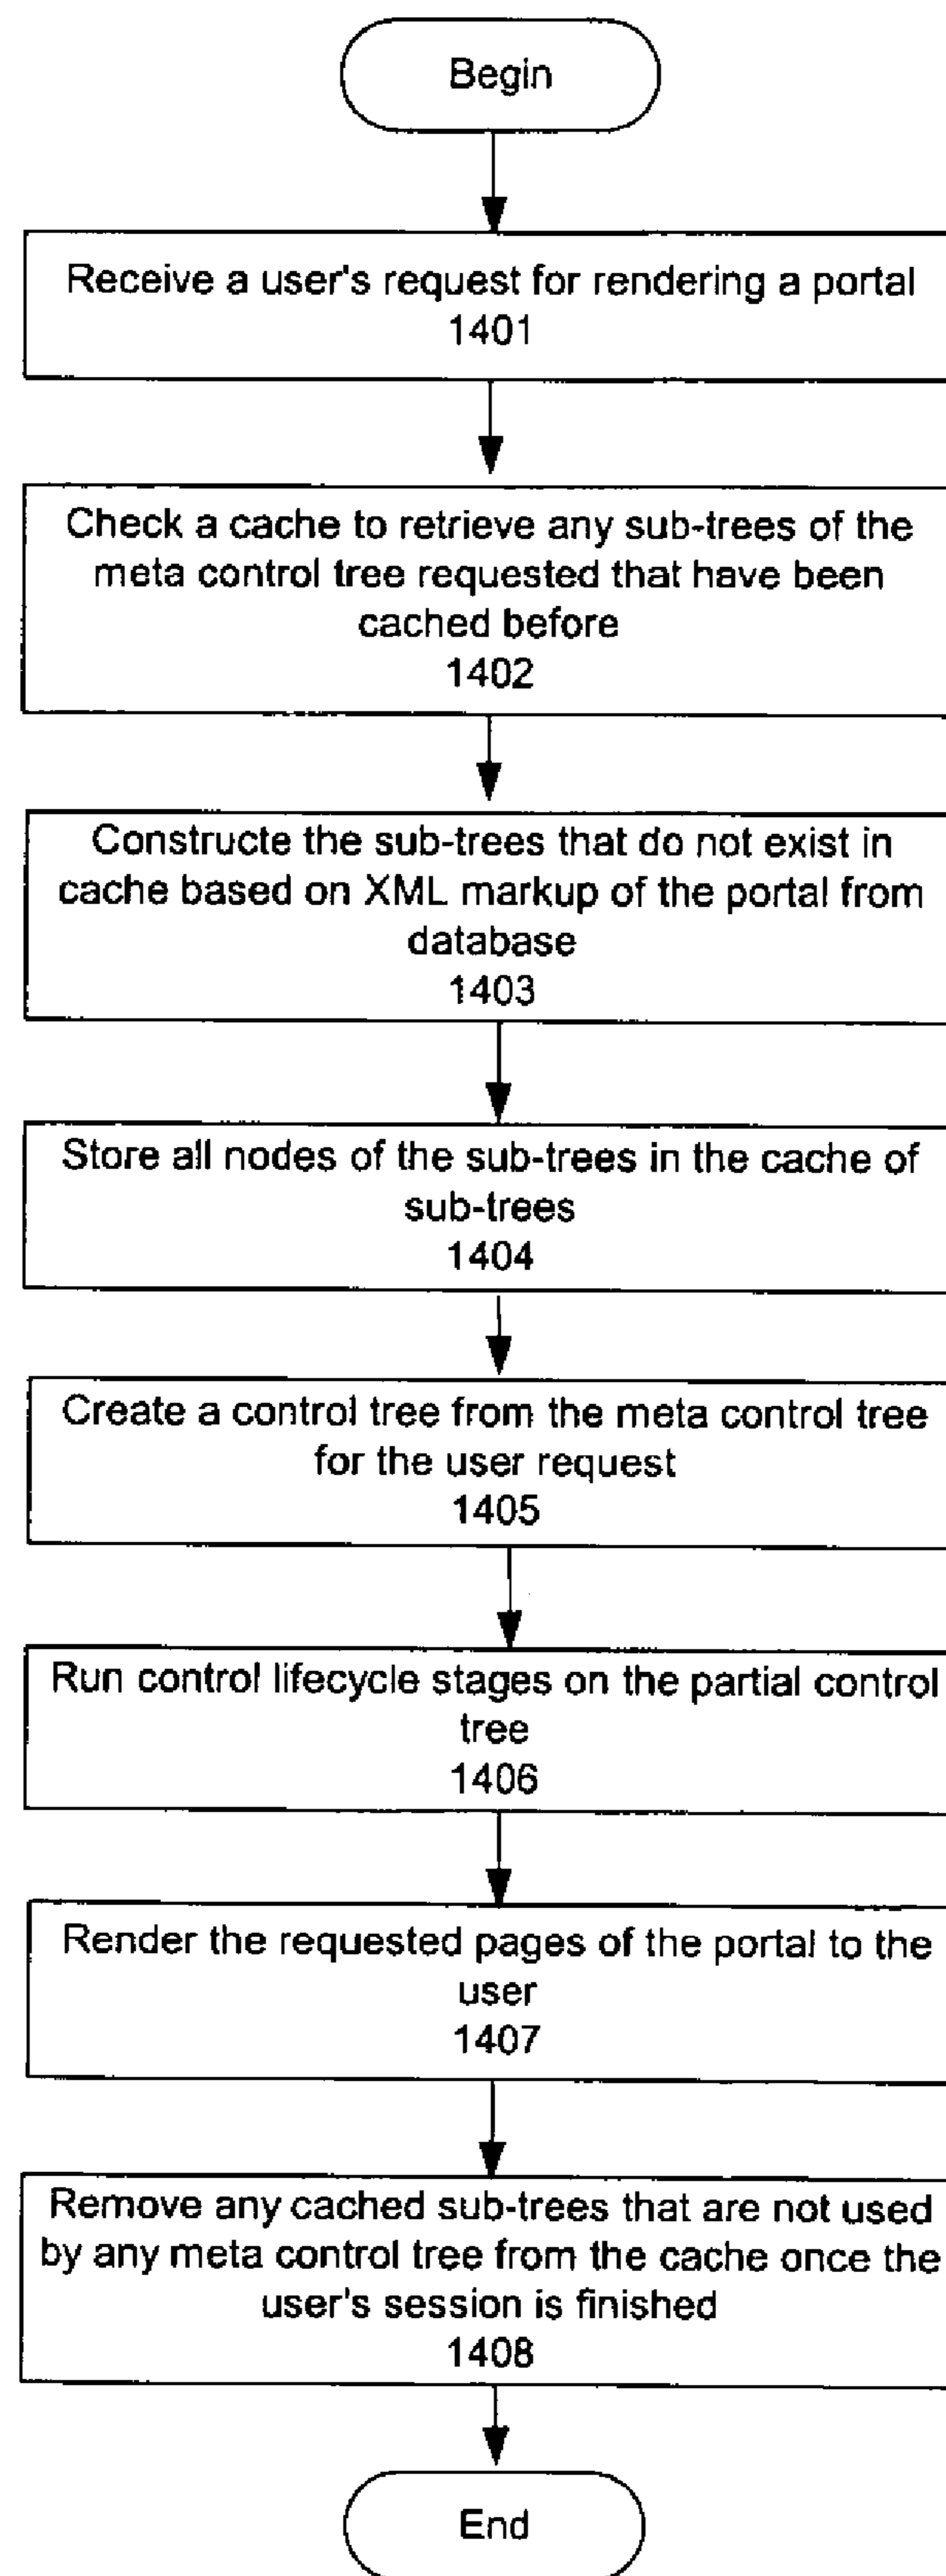 Begin
Receive a user's request for rendering a portal
1401
Check a cache to retrieve any sub-trees of the
meta control tree requested that have been
cached before
1402
Constructe the sub-trees that do not exist in
cache based on XML markup of the portal from
database
1403
Store all nodes of the sub-trees in the cache of
sub-trees
1404
Create a control tree from the meta control tree
for the user request
1405
Run control lifecycle stages on the partial control
tree
1406
Render the requested pages of the portal to the
user
1407
Remove any cached sub-trees that are not used
by any meta control tree from the cache once the
user's session is finished
1408
End